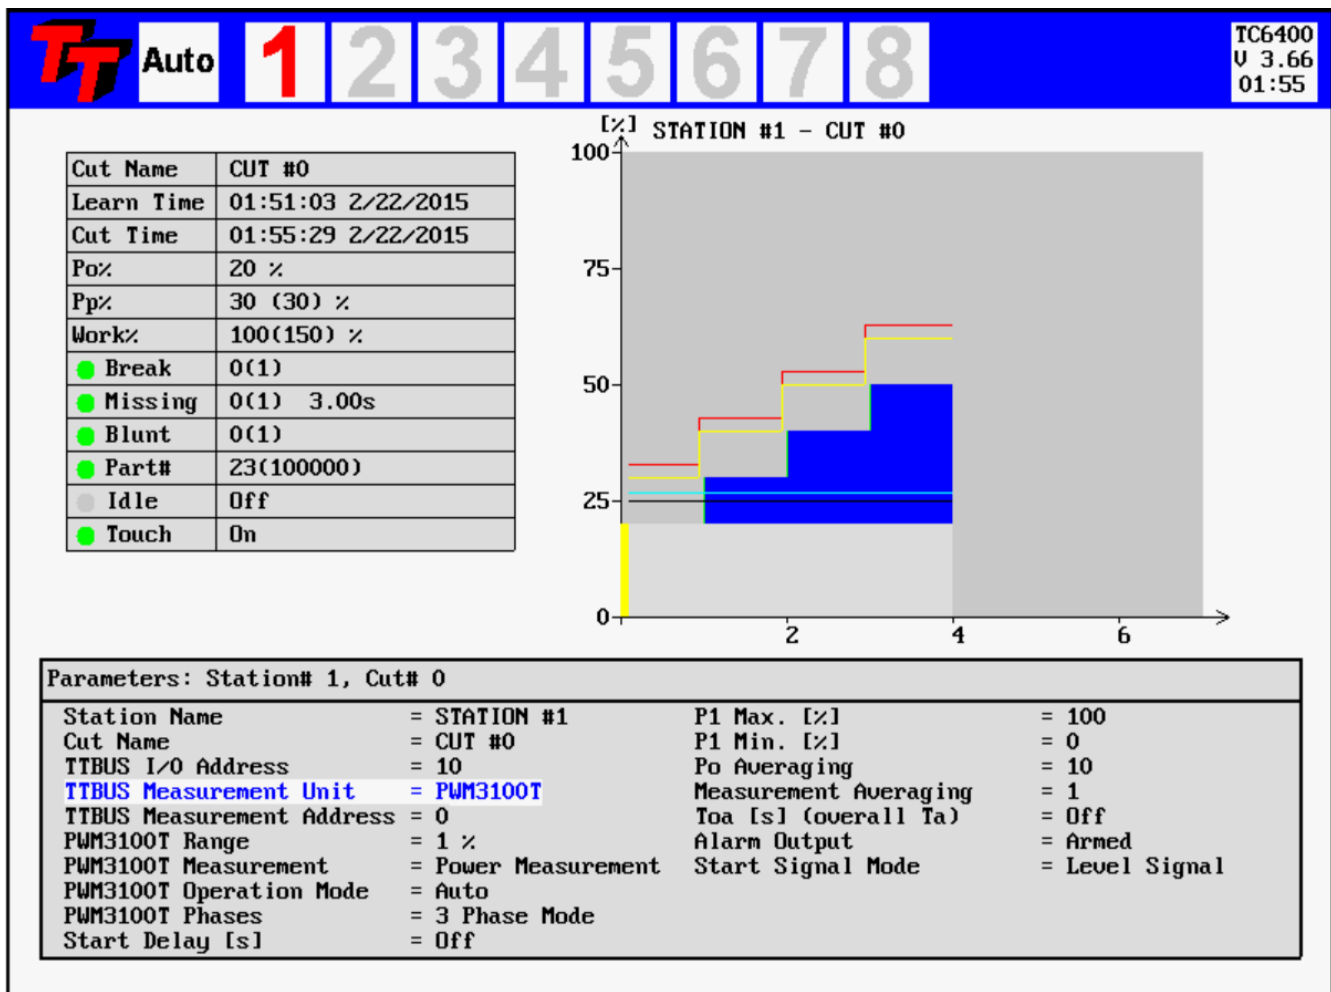 TT Auto 1 2 3 4 5 6 7 8
TC6400
V 3.66
01:55
[%] STATION #1 - CUT #0
Cut Name CUT #0
Learn Time 01:51:03 2/22/2015
Cut Time 01:55:29 2/22/2015
Po% 20 %
Pp% 30 (30) %
Work% 100(150) %
Break 0(1)
Missing 0(1) 3.00s
Blunt 0(1)
Part# 23(100000)
Idle Off
Touch On
100
75
50
25
0
2 4 6
Parameters: Station# 1, Cut# 0
Station Name = STATION #1
Cut Name = CUT #0
TTBUS I/O Address = 10
TTBUS Measurement Unit = PWM3100T
TTBUS Measurement Address = 0
PWM3100T Range = 1 %
PWM3100T Measurement = Power Measurement
PWM3100T Operation Mode = Auto
PWM3100T Phases = 3 Phase Mode
Start Delay [s] = Off
P1 Max. [%] = 100
P1 Min. [%] = 0
Po Averaging = 10
Measurement Averaging = 1
Toa [s] (overall Ta) = Off
Alarm Output = Armed
Start Signal Mode = Level Signal